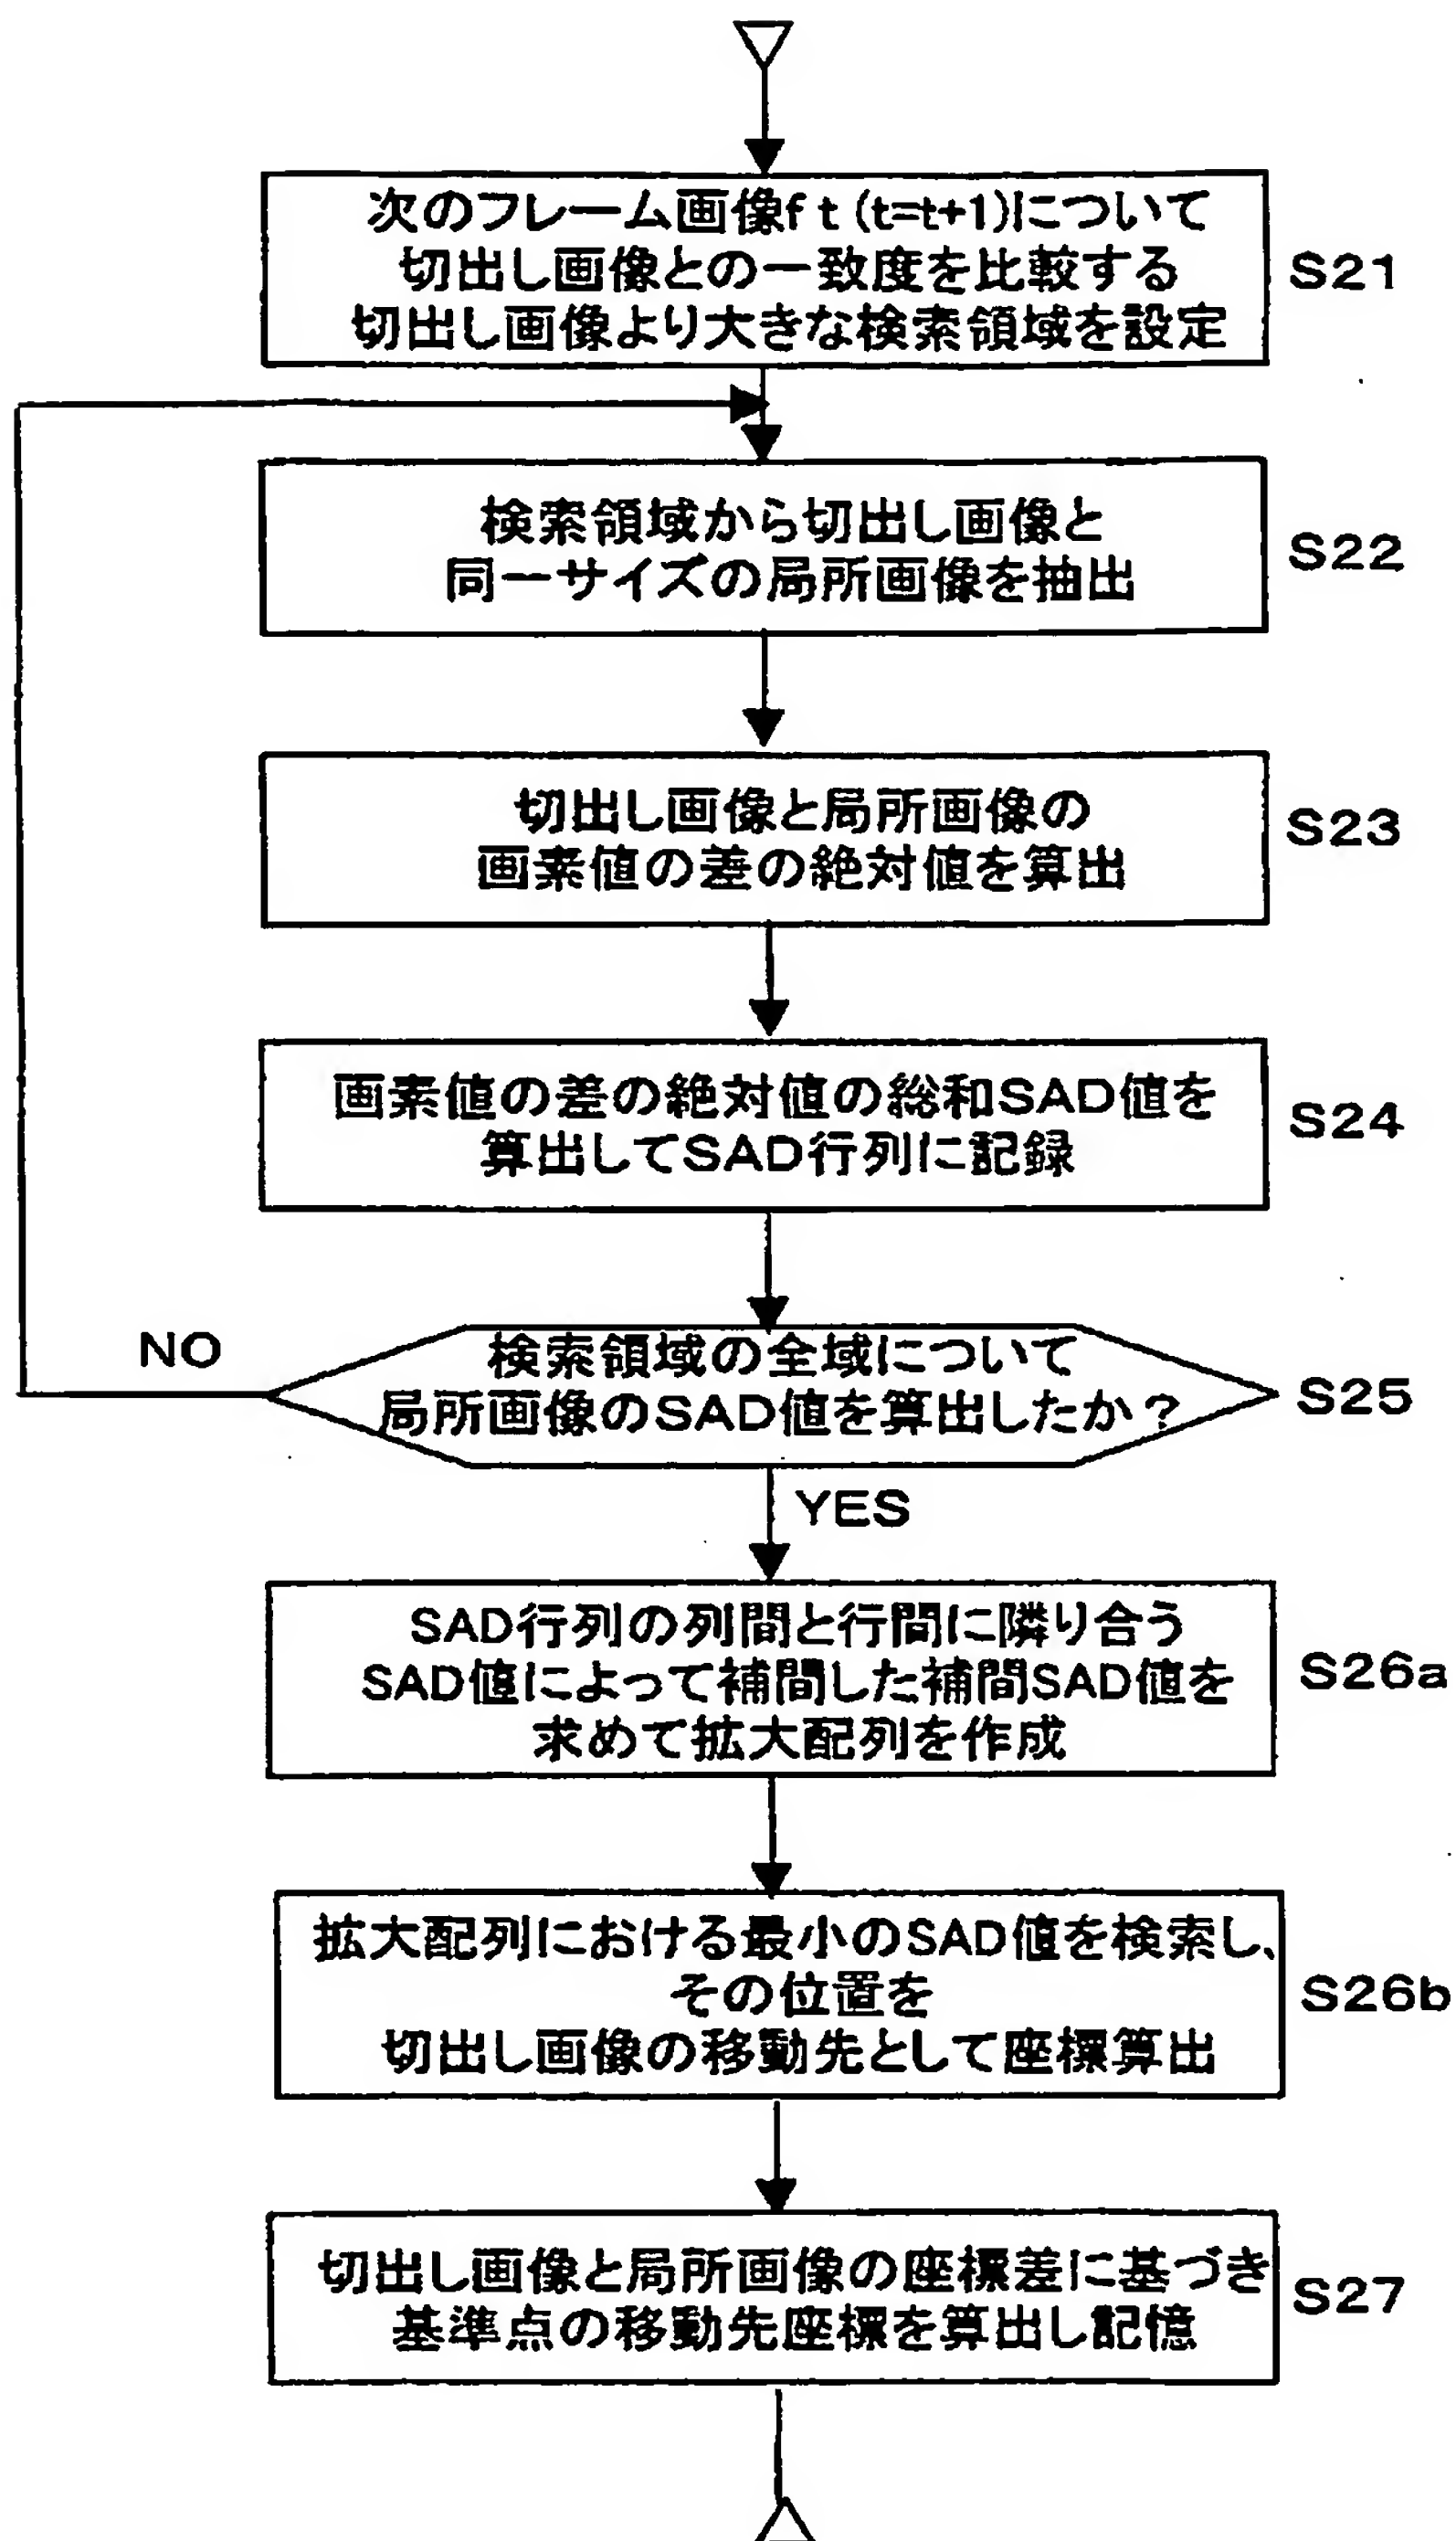 次のフレーム画像f t (t=t+1)について
切出し画像との一致度を比較する
切出し画像より大きな検索領域を設定
S21
検索領域から切出し画像と
同一サイズの局所画像を抽出
S22
切出し画像と局所画像の
画素値の差の絶対値を算出
S23
画素値の差の絶対値の総和SAD値を
算出してSAD行列に記録
S24
検索領域の全域について
局所画像のSAD値を算出したか？
S25
NO
YES
SAD行列の列間と行間に隣り合う
SAD値によって補間した補間SAD値を
求めて拡大配列を作成
S26a
拡大配列における最小のSAD値を検索し、
その位置を
切出し画像の移動先として座標算出
S26b
切出し画像と局所画像の座標差に基づき
基準点の移動先座標を算出し記憶
S27